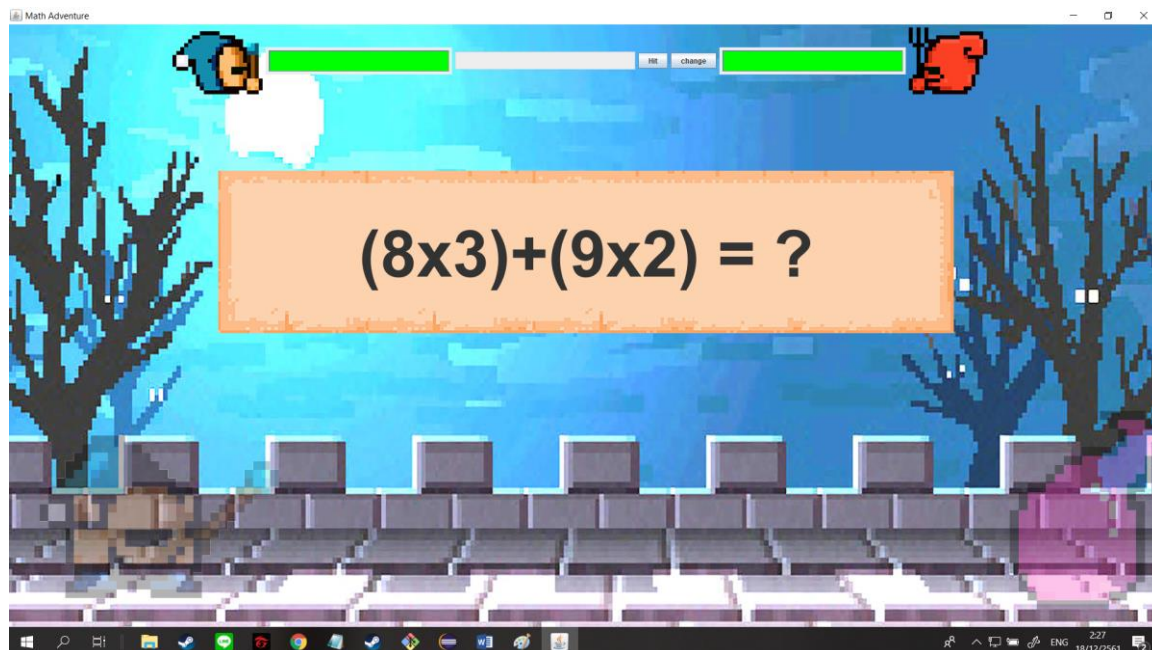 Math Adventure
Hit change
(8x3)+(9x2) = ?
ENG 2:27
18/12/2561